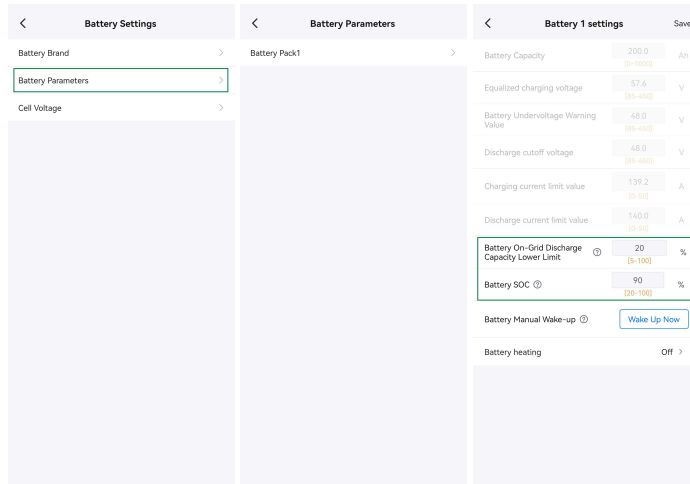 Battery Settings
Battery Brand
Battery Parameters
Cell Voltage
Battery Parameters
Battery Pack1
Battery 1 settings Save
Battery Capacity 200.0 Ah
[0-1000]
Equalized charging voltage 57.6 V
[85-460]
Battery Undervoltage Warning
Value 48.0 V
[85-460]
Discharge cutoff voltage 48.0 V
[85-460]
Charging current limit value 139.2 A
[0-50]
Discharge current limit value 140.0 A
[0-50]
Battery On-Grid Discharge
Capacity Lower Limit ? 20 %
[5-100]
Battery SOC ? 90 %
[20-100]
Battery Manual Wake-up ? Wake Up Now
Battery heating Off